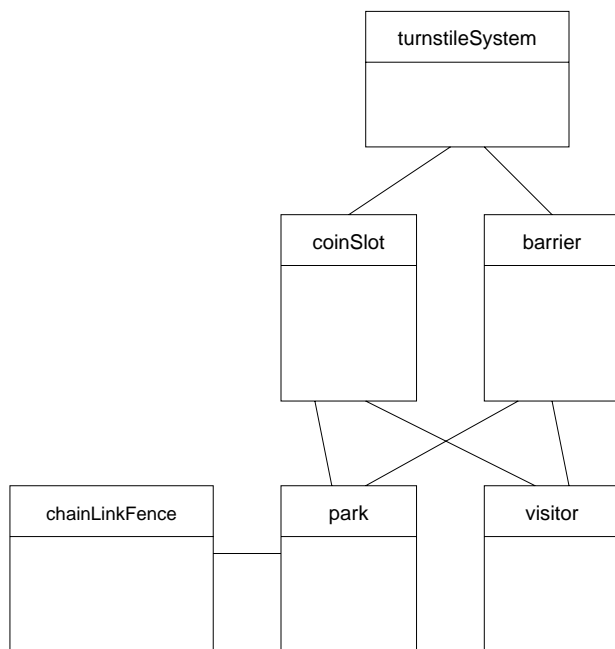 turnstileSystem
coinSlot
barrier
chainLinkFence
park
visitor